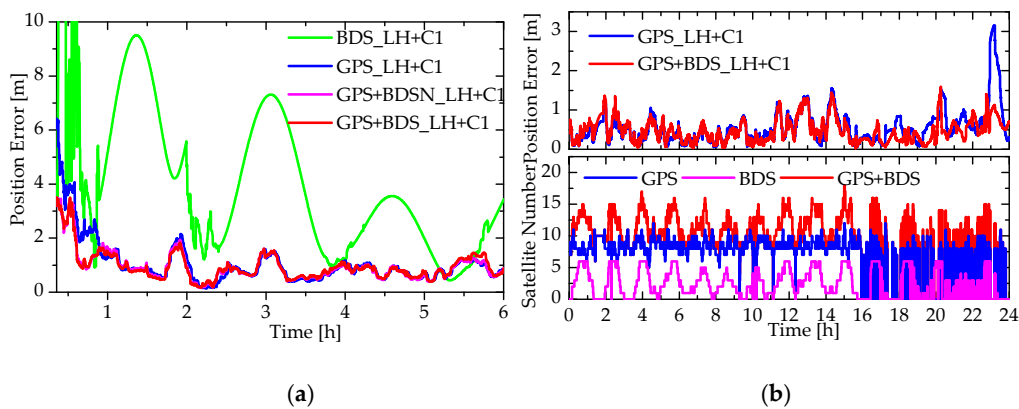 10
8
6
4
2
0
Position Error [m]
BDS_LH+C1
GPS_LH+C1
GPS+BDSN_LH+C1
GPS+BDS_LH+C1
1 2 3 4 5 6
Time [h]
(a)
3
2
1
0
Position Error [m]
GPS_LH+C1
GPS+BDS_LH+C1
20
15
10
5
0
Satellite Number
GPS BDS GPS+BDS
0 2 4 6 8 10 12 14 16 18 20 22 24
Time [h]
(b)